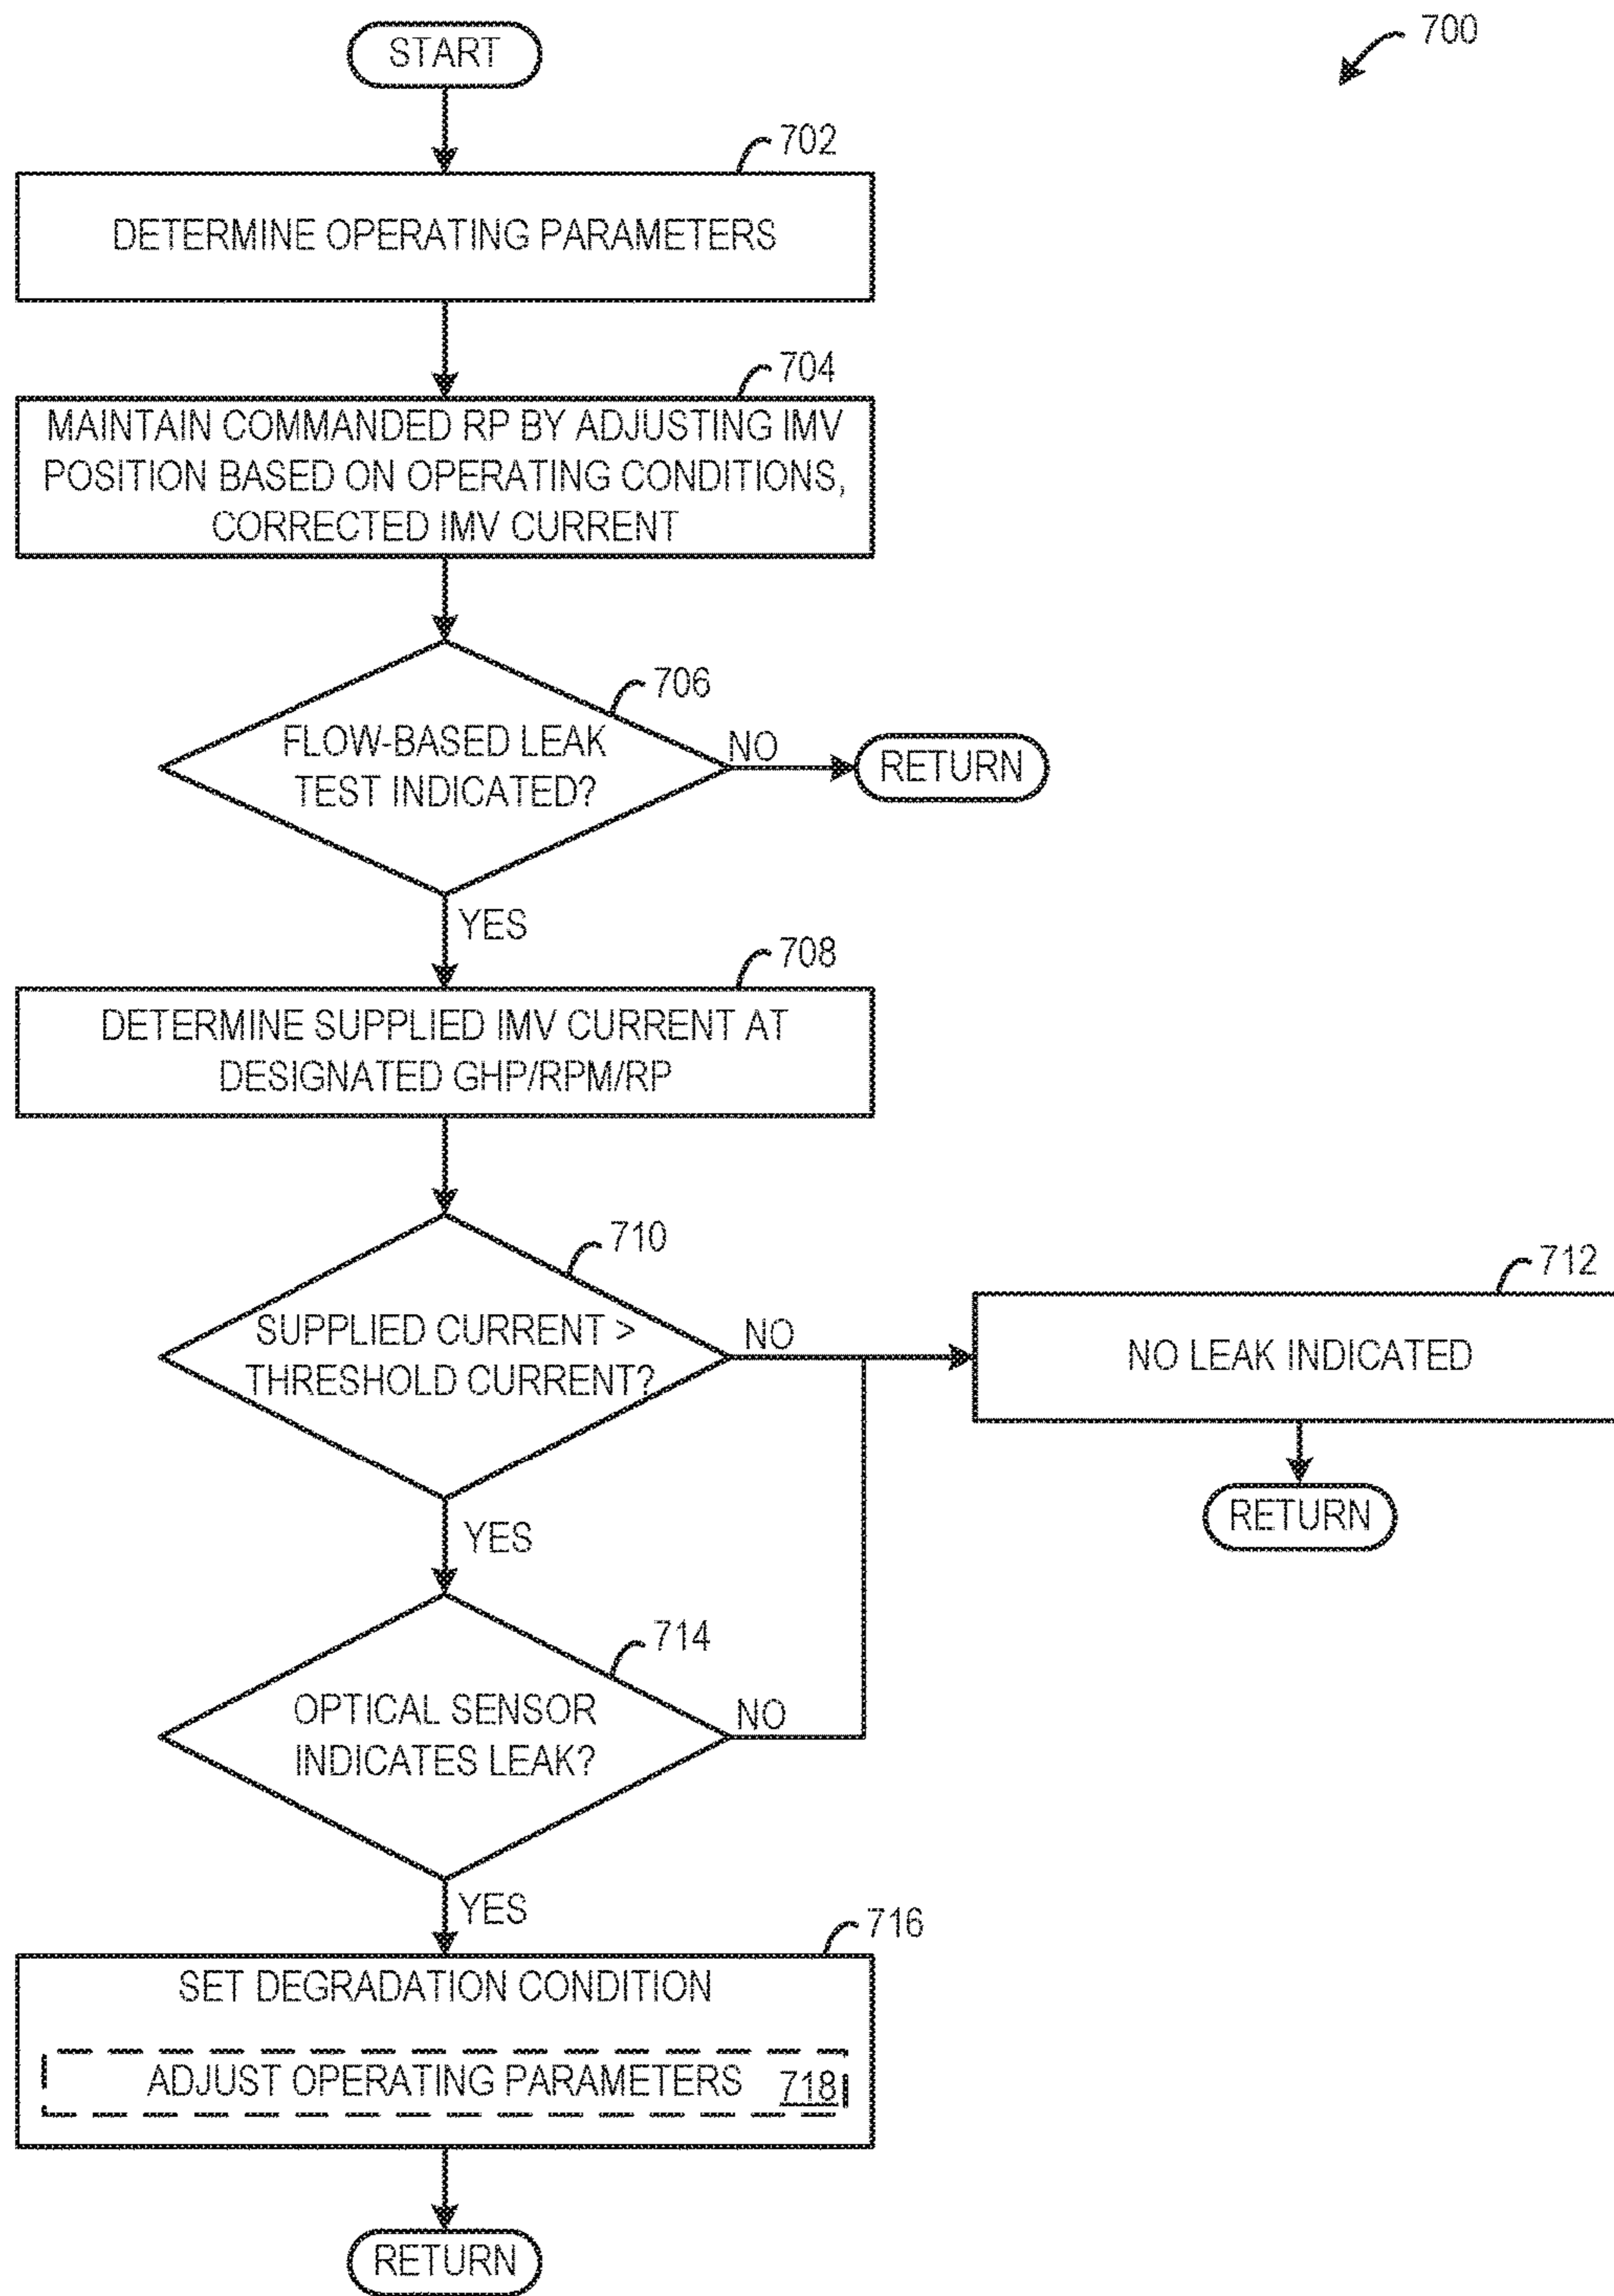 START
700
702
DETERMINE OPERATING PARAMETERS
704
MAINTAIN COMMANDED RP BY ADJUSTING IMV
POSITION BASED ON OPERATING CONDITIONS,
CORRECTED IMV CURRENT
706
FLOW-BASED LEAK
TEST INDICATED?
NO
RETURN
YES
708
DETERMINE SUPPLIED IMV CURRENT AT
DESIGNATED GHP/RPM/RP
710
SUPPLIED CURRENT >
THRESHOLD CURRENT?
NO
712
NO LEAK INDICATED
RETURN
YES
714
OPTICAL SENSOR
INDICATES LEAK?
NO
YES
716
SET DEGRADATION CONDITION
ADJUST OPERATING PARAMETERS 718
RETURN